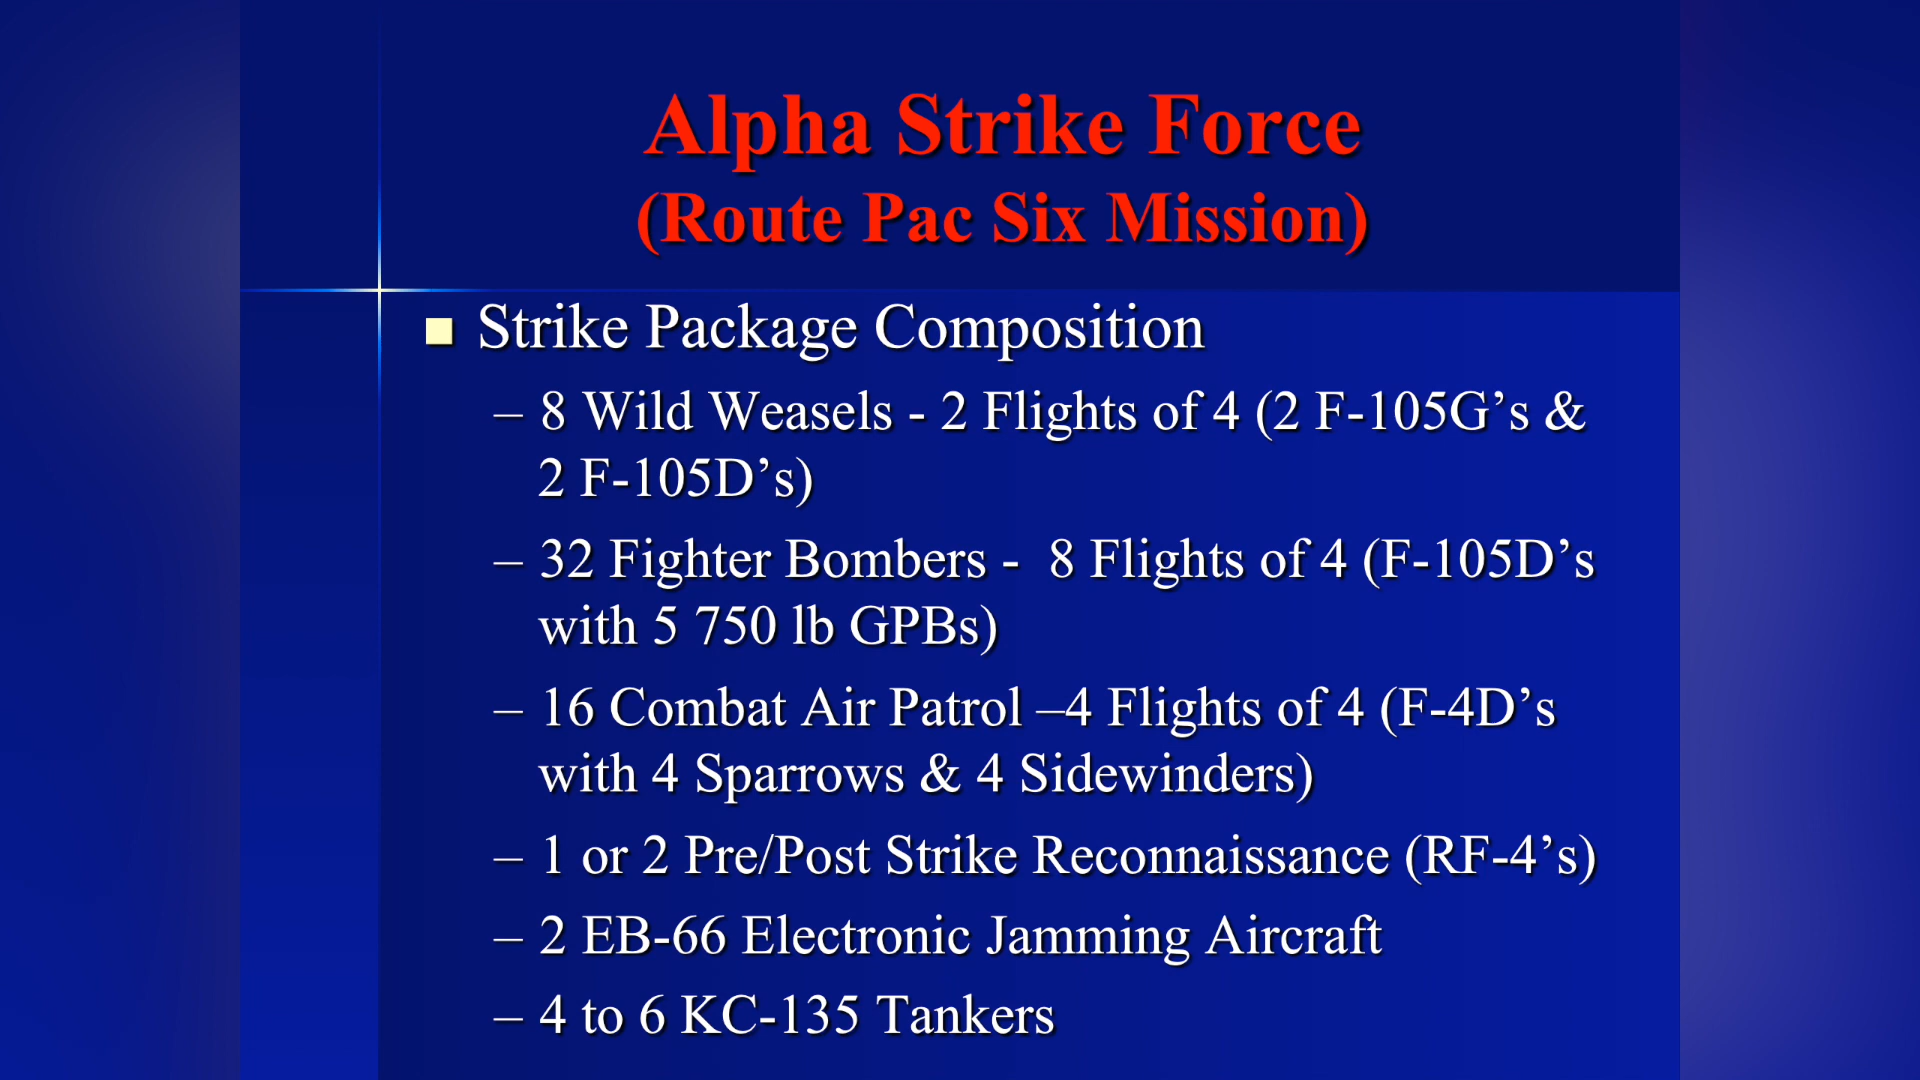 Alpha Strike Force
(Route Pac Six Mission)
Strike Package Composition
– 8 Wild Weasels - 2 Flights of 4 (2 F-105G’s &
2 F-105D’s)
– 32 Fighter Bombers -  8 Flights of 4 (F-105D’s
with 5 750 lb GPBs)
– 16 Combat Air Patrol –4 Flights of 4 (F-4D’s
with 4 Sparrows & 4 Sidewinders)
– 1 or 2 Pre/Post Strike Reconnaissance (RF-4’s)
– 2 EB-66 Electronic Jamming Aircraft
– 4 to 6 KC-135 Tankers